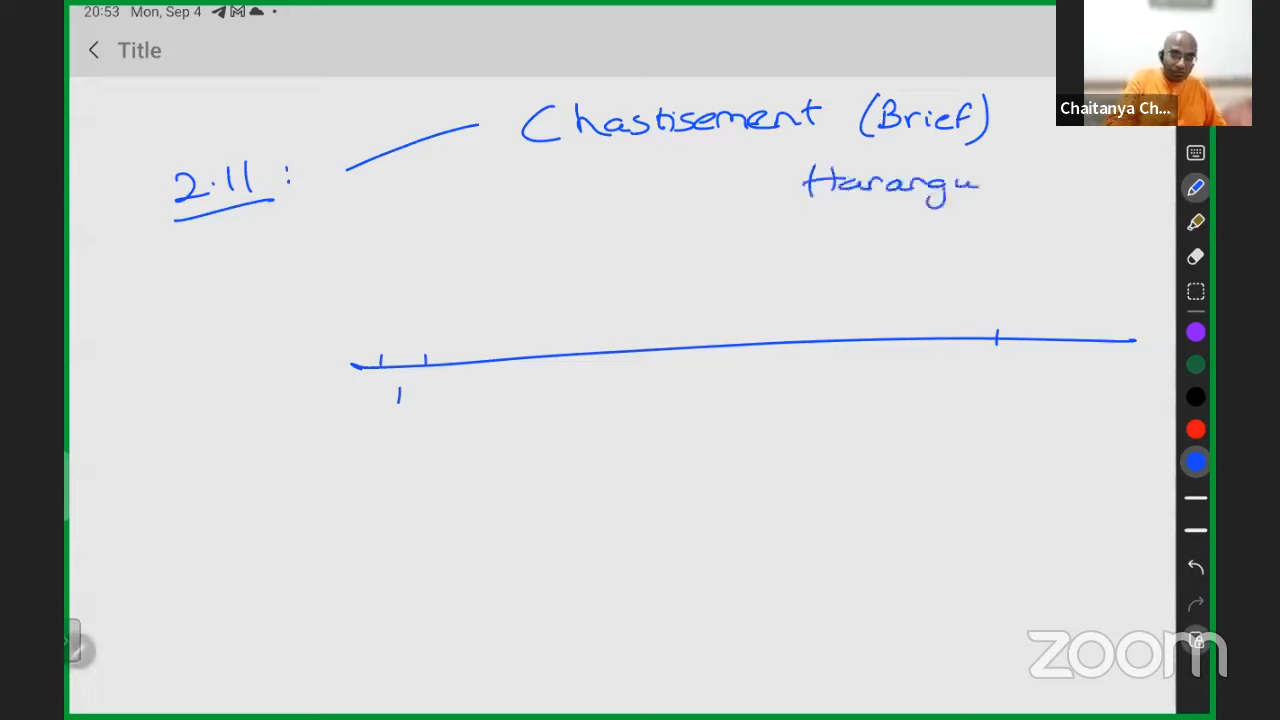 20:53 Mon, Sep 4
Title
Chaitanya Ch...
Chastisement (Brief)
2.11:
Harangu
zoom